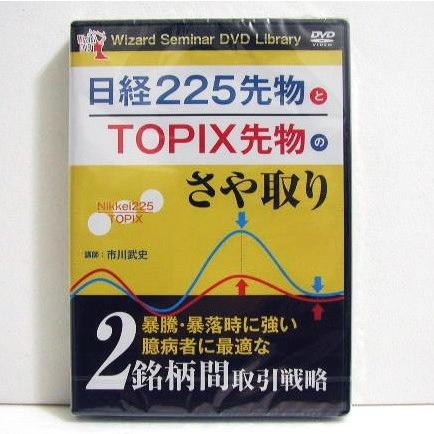 Wizard Seminar DVD Library
DVD
VIDEO
日経225先物と
TOPIX先物の
さや取り
Nikkei225
TOPIX
講師：市川武史
暴騰・暴落時に強い
臆病者に最適な
2銘柄間取引戦略